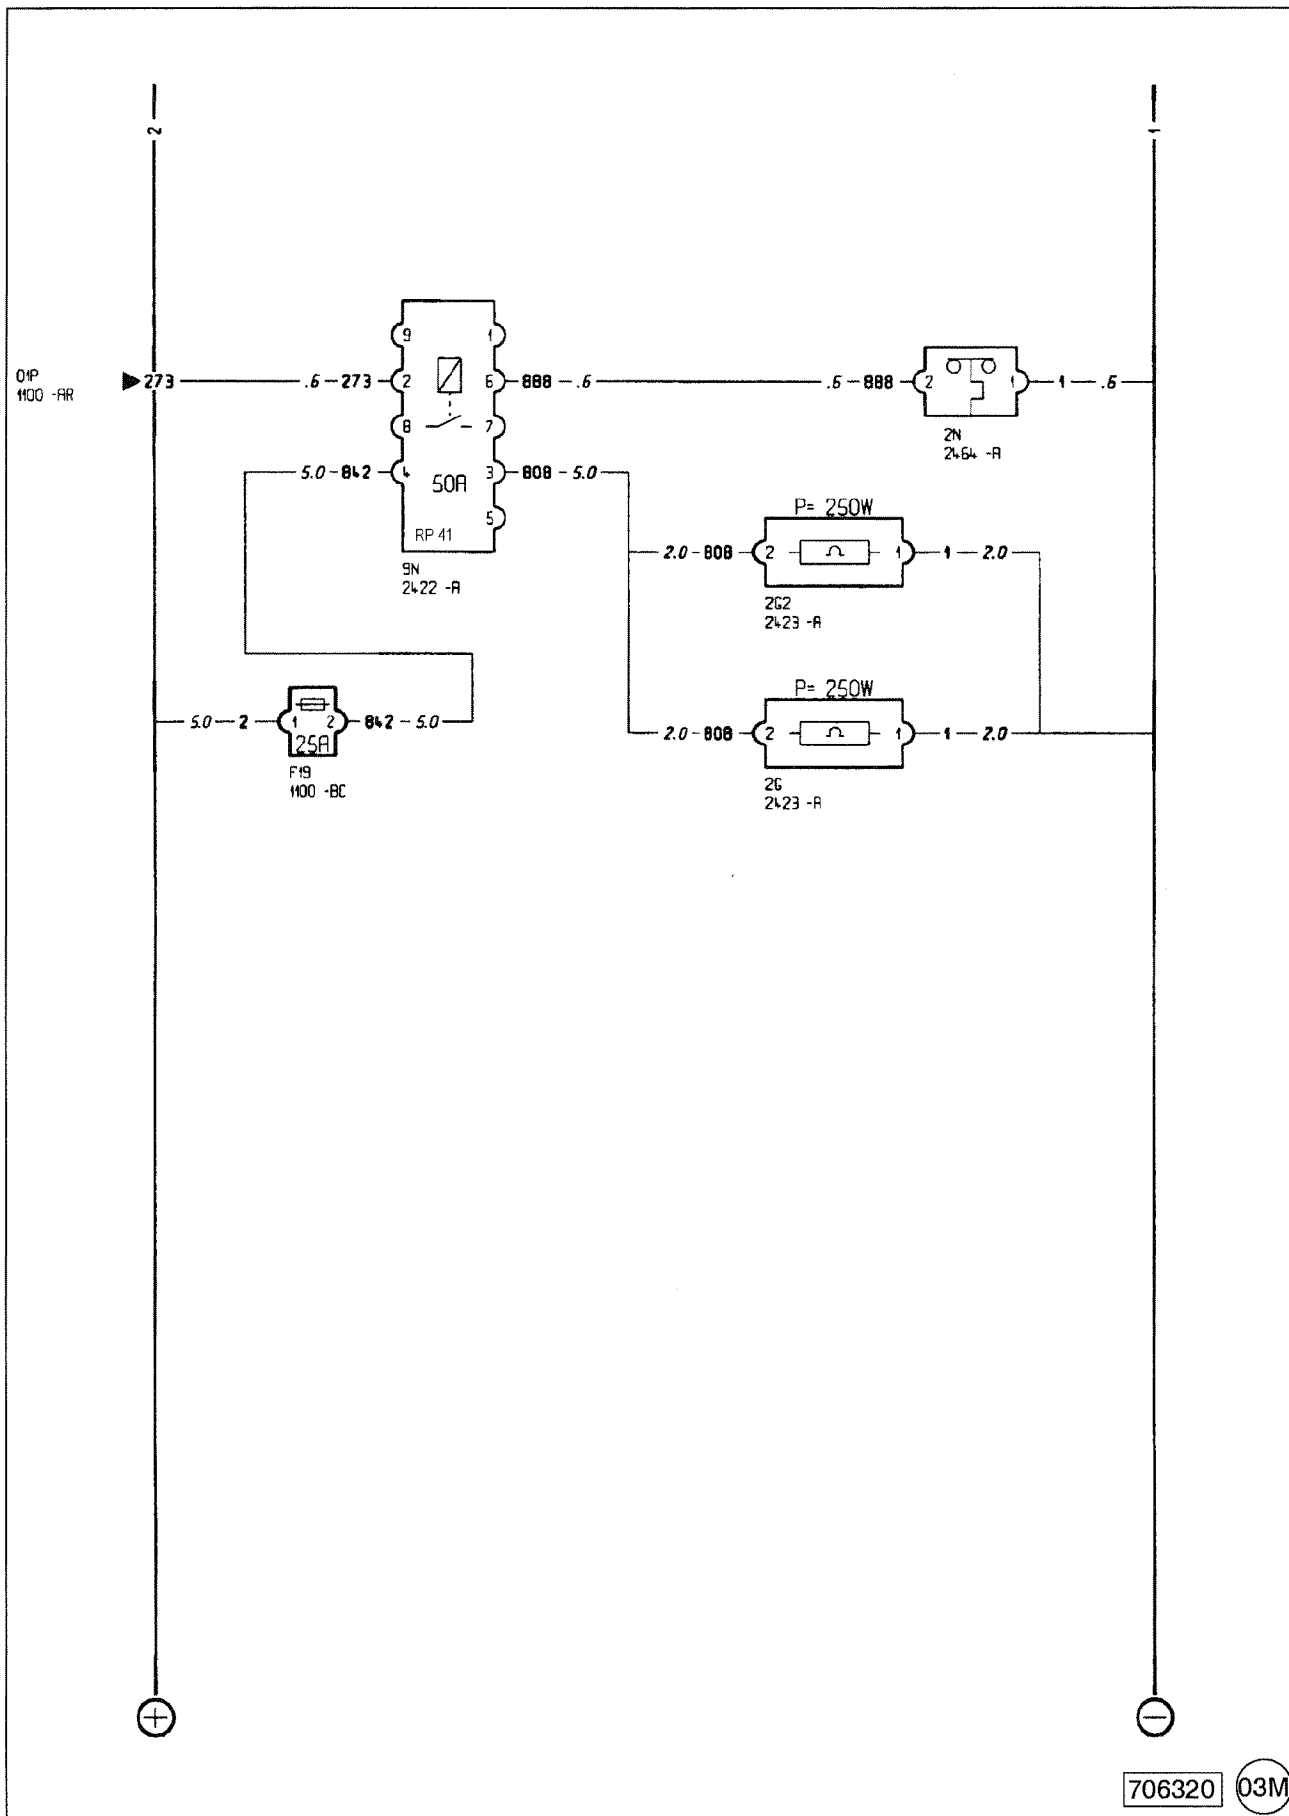 2
1
9 1
01P
1100 -AR
273 .6-273 2 6 888-.6 .6-888 2 1 1 .6
8 7
2N
2464 -A
5.0-842 4 3 808-5.0
50A
P= 250W
5
RP 41
2.0-808 2 1 1 2.0
9N
2422 -A
2G2
2423 -A
P= 250W
5.0 2 1 2 842-5.0
2.0-808 2 1 1 2.0
25A
F19
1100 -BC
2G
2423 -A
+
−
706320 03M